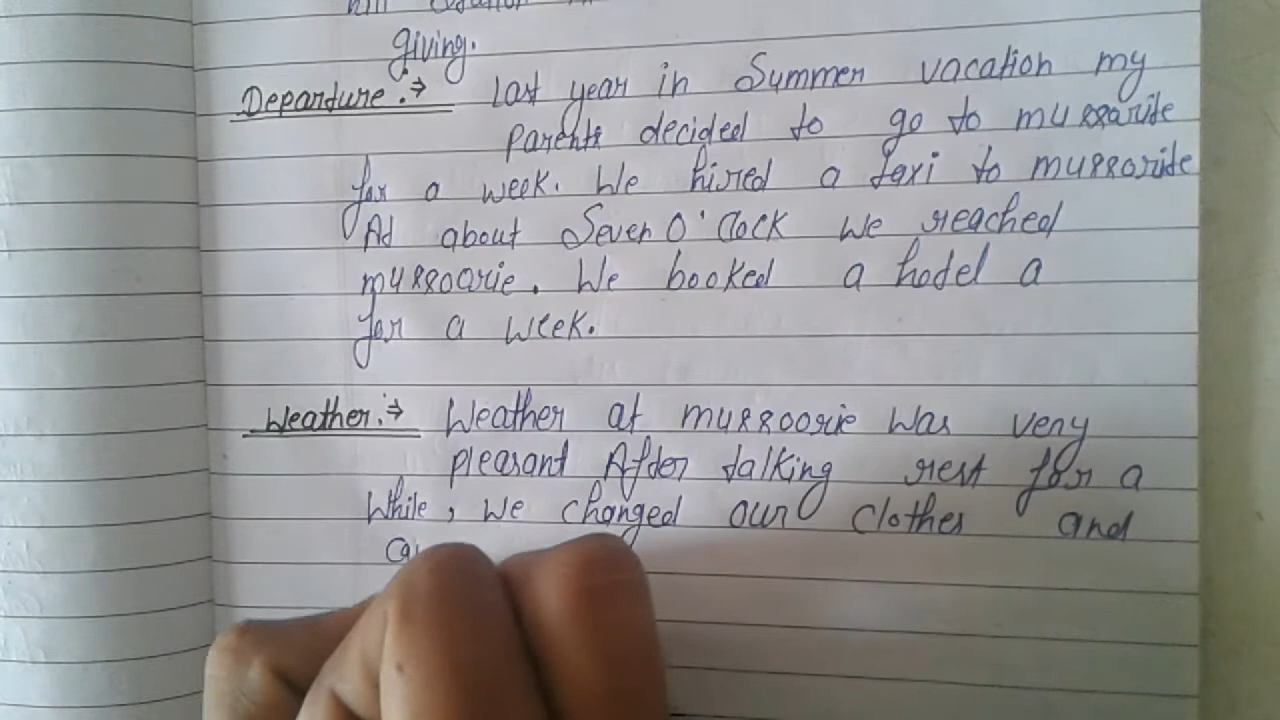 giving.
Departure :→ Last year in Summer vacation my
Parents decided to go to mussarite
for a week. We hired a taxi to mussorite
At about Seven O' Clock we reached
mussoorie. We booked a hotel a
for a week.
Weather :→ Weather at mussoorie was very
pleasant After talking rest for a
while, we changed our clothes and